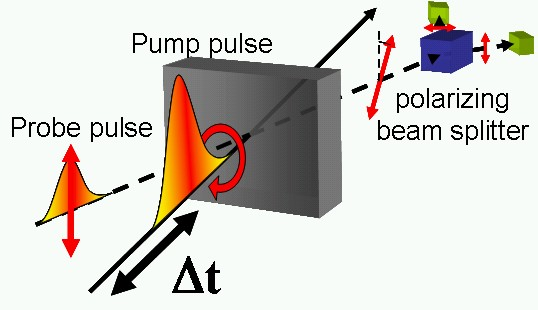 Pump pulse
Probe pulse
polarizing
beam splitter
Δt